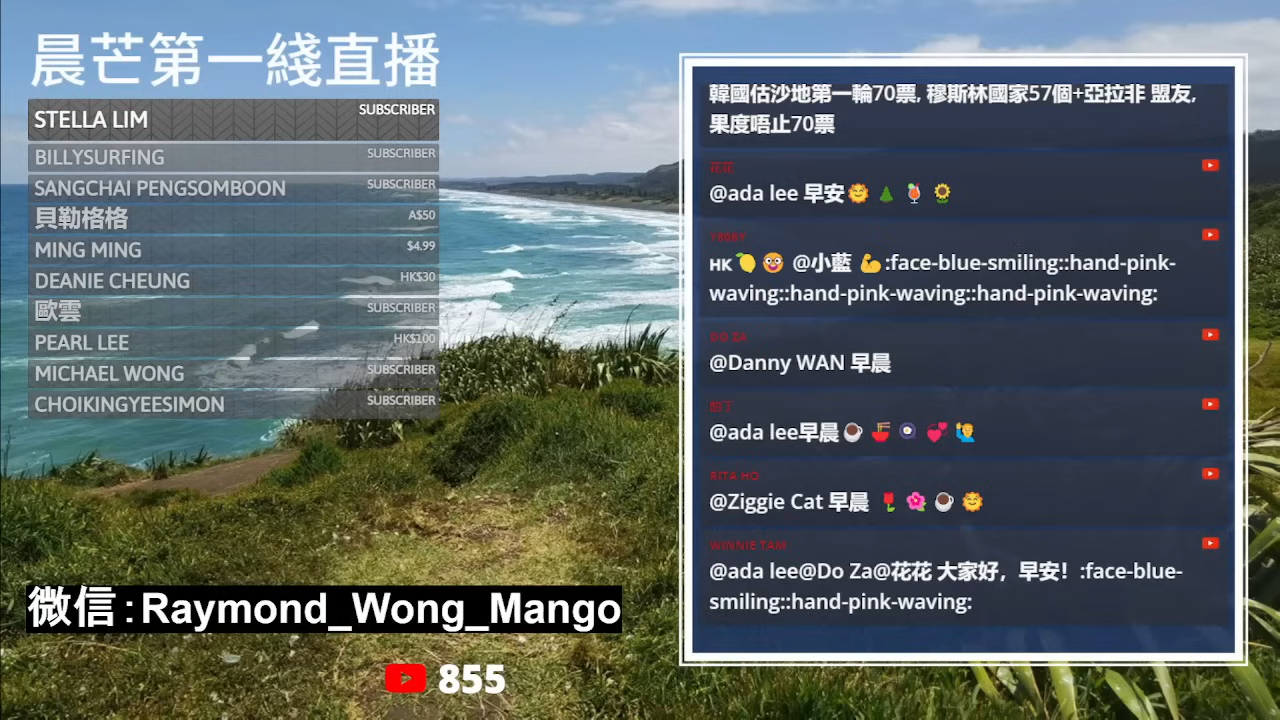 晨芒第一綫直播
STELLA LIM SUBSCRIBER
BILLYSURFING SUBSCRIBER
SANGCHAI PENGSOMBOON SUBSCRIBER
貝勒格格 A$50
MING MING $4.99
DEANIE CHEUNG HK$30
歐雲 SUBSCRIBER
PEARL LEE HK$100
MICHAEL WONG SUBSCRIBER
CHOIKINGYEESIMON SUBSCRIBER
微信:Raymond_Wong_Mango
855
韓國估沙地第一輪70票, 穆斯林國家57個+亞拉非 盟友,
果度唔止70票
花花
@ada lee 早安🌞🌲🍹🌻
HK🍋🤓 @小藍 💪:face-blue-smiling::hand-pink-
waving::hand-pink-waving::hand-pink-waving:
DO ZA
@Danny WAN 早晨
@ada lee早晨☕🍜🍳💞🙋‍♂️
RITA HO
@Ziggie Cat 早晨 🌷🌺☕🌞
WINNIE TAM
@ada lee@Do Za@花花 大家好，早安！:face-blue-
smiling::hand-pink-waving: